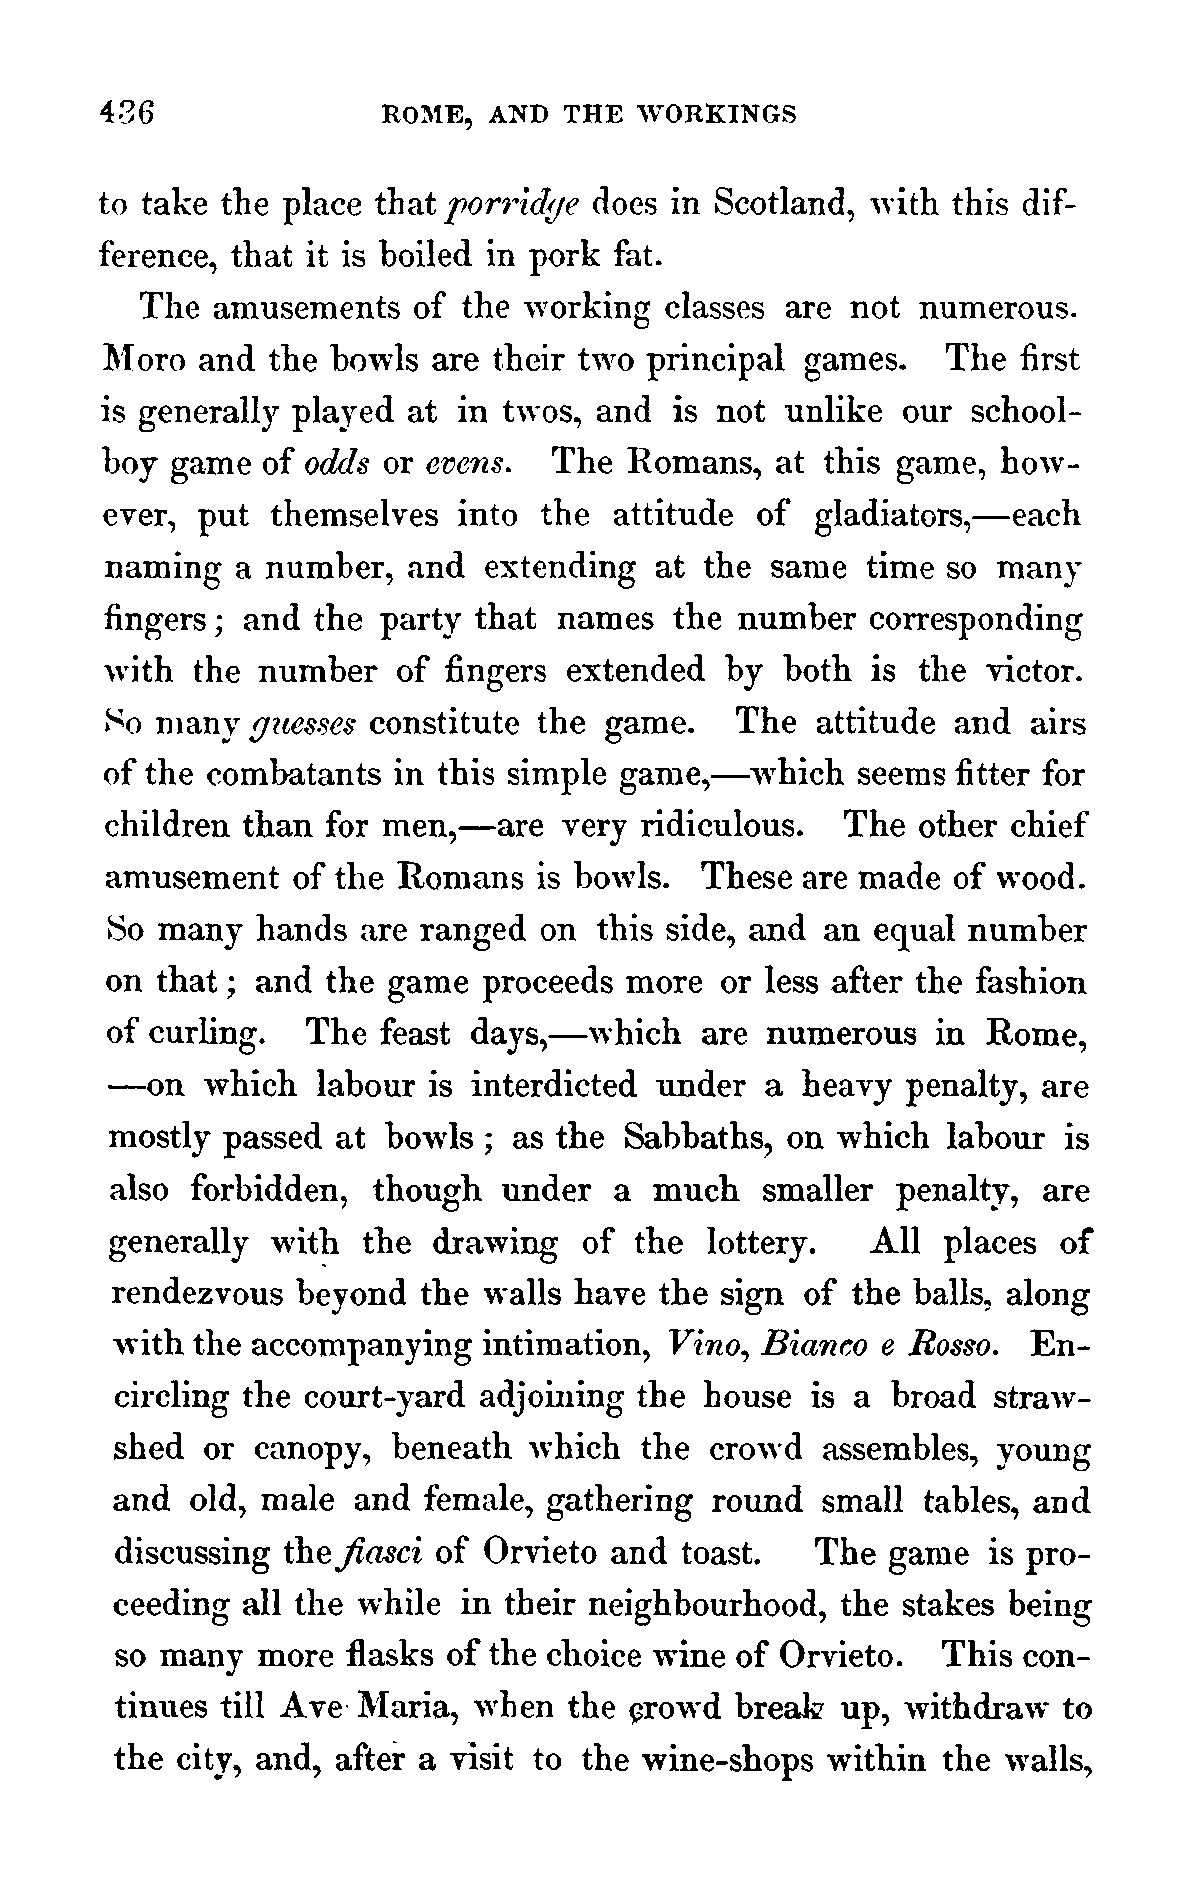 436 ROME, AND THE WORKINGS
to take the place that porridge does in Scotland, with this dif-
ference, that it is boiled in pork fat.
The amusements of the working classes are not numerous.
Moro and the bowls are their two principal games. The first
is generally played at in twos, and is not unlike our school-
boy game of odds or evens. The Romans, at this game, how-
ever, put themselves into the attitude of gladiators,—each
naming a number, and extending at the same time so many
fingers; and the party that names the number corresponding
with the number of fingers extended by both is the victor.
So many guesses constitute the game. The attitude and airs
of the combatants in this simple game,—which seems fitter for
children than for men,—are very ridiculous. The other chief
amusement of the Romans is bowls. These are made of wood.
So many hands are ranged on this side, and an equal number
on that; and the game proceeds more or less after the fashion
of curling. The feast days,—which are numerous in Rome,
—on which labour is interdicted under a heavy penalty, are
mostly passed at bowls; as the Sabbaths, on which labour is
also forbidden, though under a much smaller penalty, are
generally with the drawing of the lottery. All places of
rendezvous beyond the walls have the sign of the balls, along
with the accompanying intimation, Vino, Bianco e Rosso. En-
circling the court-yard adjoining the house is a broad straw-
shed or canopy, beneath which the crowd assembles, young
and old, male and female, gathering round small tables, and
discussing the fiasci of Orvieto and toast. The game is pro-
ceeding all the while in their neighbourhood, the stakes being
so many more flasks of the choice wine of Orvieto. This con-
tinues till Ave Maria, when the crowd break up, withdraw to
the city, and, after a visit to the wine-shops within the walls,